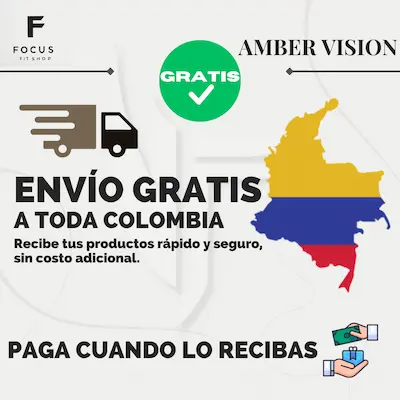 F
FOCUS
FIT SHOP
AMBER VISION
GRATIS
ENVÍO GRATIS
A TODA COLOMBIA
Recibe tus productos rápido y seguro,
sin costo adicional.
PAGA CUANDO LO RECIBAS